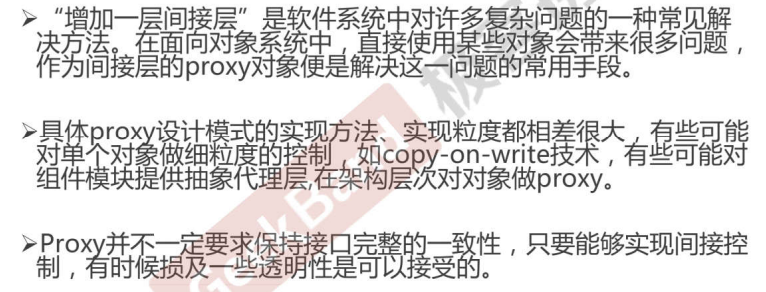 ➢“增加一层间接层”是软件系统中对许多复杂问题的一种常见解
决方法。在面向对象系统中，直接使用某些对象会带来很多问题，
作为间接层的proxy对象便是解决这一问题的常用手段。
➢具体proxy设计模式的实现方法、实现粒度都相差很大，有些可能
对单个对象做细粒度的控制，如copy-on-write技术，有些可能对
组件模块提供抽象代理层,在架构层次对对象做proxy。
➢Proxy并不一定要求保持接口完整的一致性，只要能够实现间接控
制，有时候损及一些透明性是可以接受的。
GeekBand